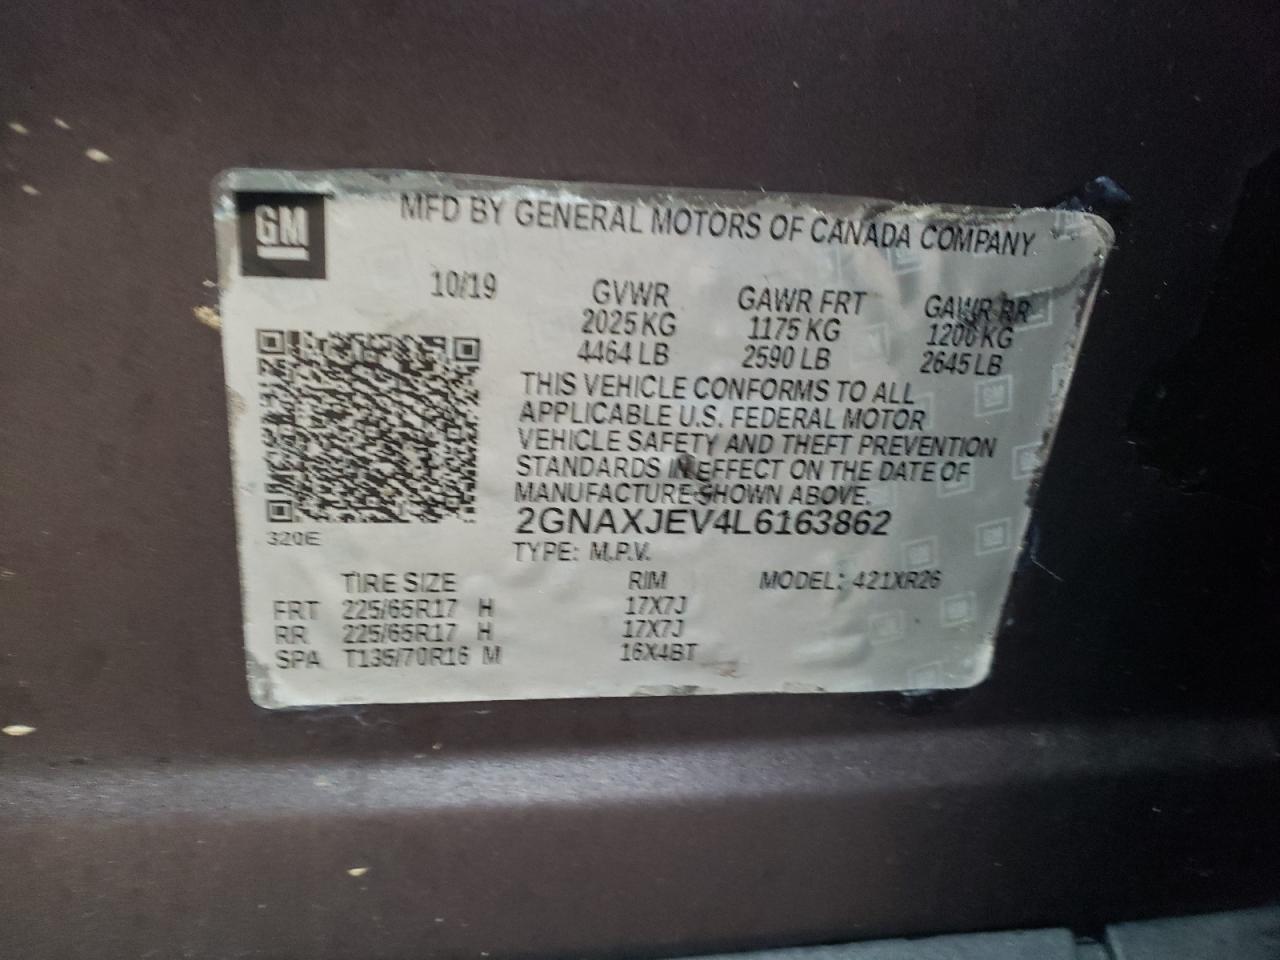 GM
MFD BY GENERAL MOTORS OF CANADA COMPANY
10/19
GVWR GAWR FRT GAWR RR
2025 KG 1175 KG 1200 KG
4464 LB 2590 LB 2645 LB
THIS VEHICLE CONFORMS TO ALL
APPLICABLE U.S. FEDERAL MOTOR
VEHICLE SAFETY AND THEFT PREVENTION
STANDARDS IN EFFECT ON THE DATE OF
MANUFACTURE SHOWN ABOVE.
2GNAXJEV4L6163862
320E
TYPE: M.P.V.
TIRE SIZE RIM MODEL: 421XR26
FRT 225/65R17 H 17X7J
RR 225/65R17 H 17X7J
SPA T135/70R16 M 16X4BT